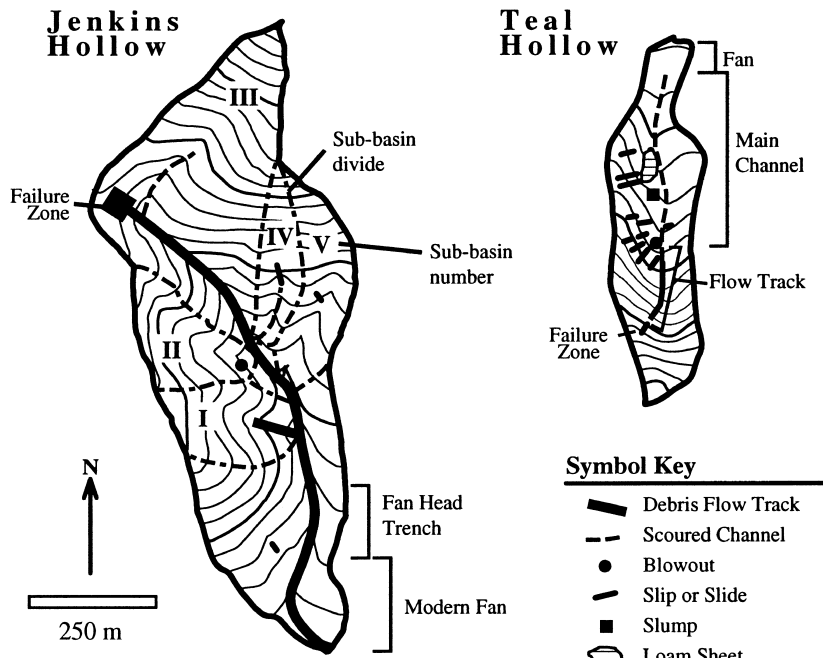 Jenkins
Hollow
Teal
Hollow
III
Sub-basin
divide
Failure
Zone
IV
V
Sub-basin
number
II
I
Fan
Main
Channel
Flow Track
Failure
Zone
N
250 m
Fan Head
Trench
Modern Fan
Symbol Key
Debris Flow Track
Scoured Channel
Blowout
Slip or Slide
Slump
Loam Sheet